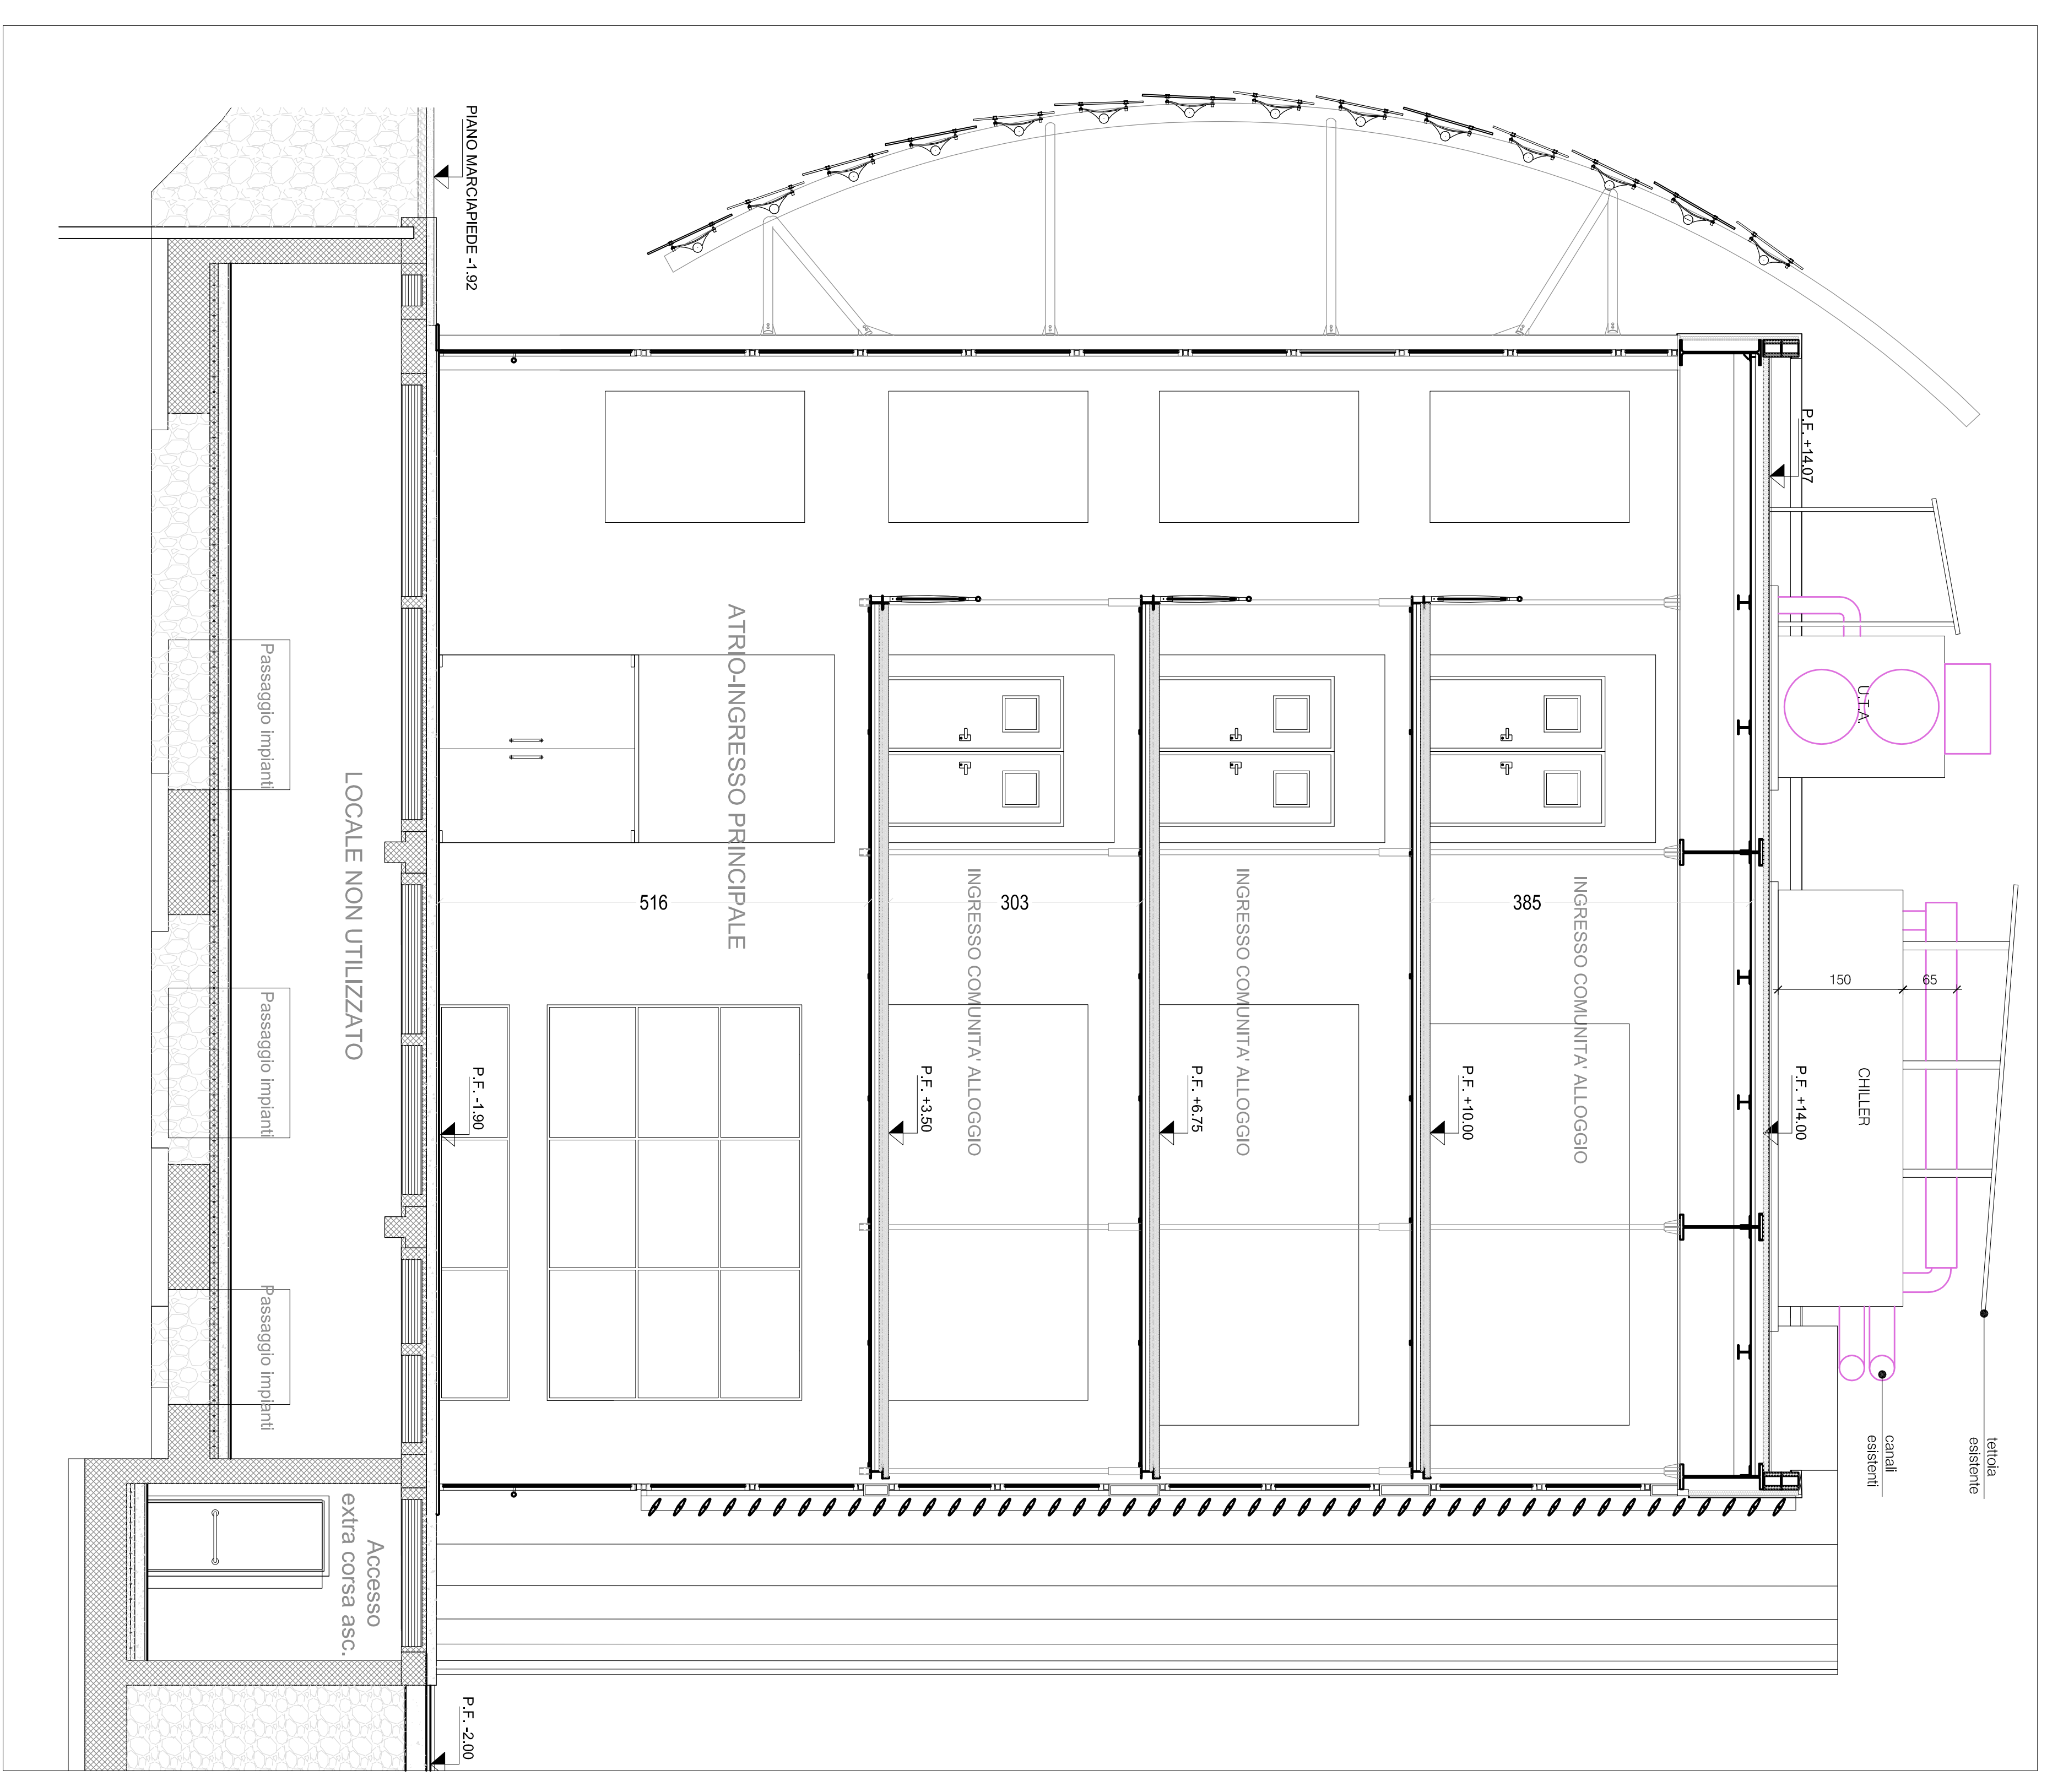 tettoia
esistente
canali
esistenti
U.T.A.
CHILLER
150
65
P.F. +14.07
P.F. +14.00
INGRESSO COMUNITA' ALLOGGIO
385
P.F. +10.00
INGRESSO COMUNITA' ALLOGGIO
P.F. +6.75
INGRESSO COMUNITA' ALLOGGIO
303
P.F. +3.50
ATRIO-INGRESSO PRINCIPALE
516
P.F. -1.90
PIANO MARCIAPIEDE -1.92
P.F. -2.00
LOCALE NON UTILIZZATO
Accesso
extra corsa asc.
Passaggio impianti
Passaggio impianti
Passaggio impianti